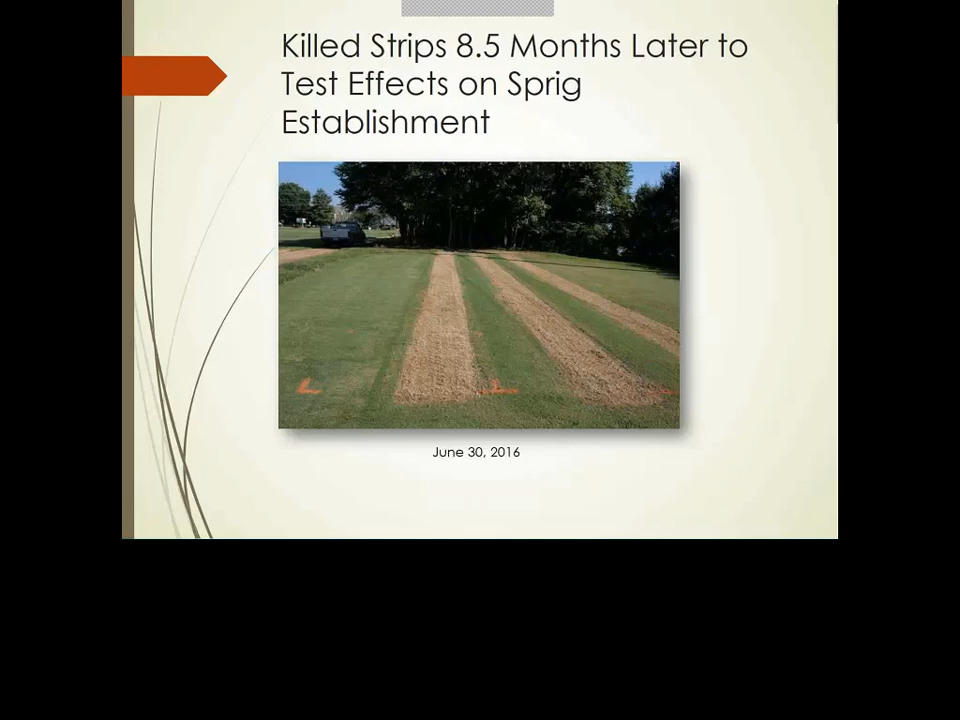 Killed Strips 8.5 Months Later to
Test Effects on Sprig
Establishment
June 30, 2016